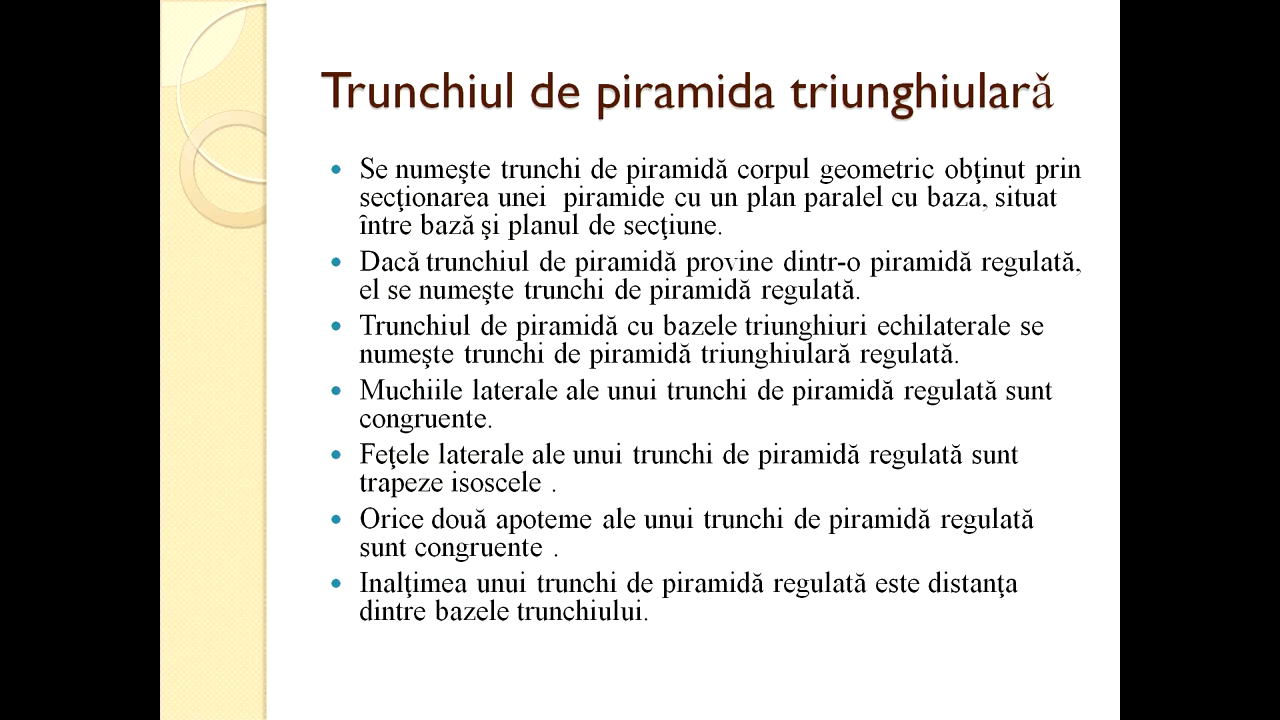 Trunchiul de piramida triunghiulară
• Se numeşte trunchi de piramidă corpul geometric obţinut prin
secţionarea unei piramide cu un plan paralel cu baza, situat
între bază şi planul de secţiune.
• Dacă trunchiul de piramidă provine dintr-o piramidă regulată,
el se numeşte trunchi de piramidă regulată.
• Trunchiul de piramidă cu bazele triunghiuri echilaterale se
numeşte trunchi de piramidă triunghiulară regulată.
• Muchiile laterale ale unui trunchi de piramidă regulată sunt
congruente.
• Feţele laterale ale unui trunchi de piramidă regulată sunt
trapeze isoscele .
• Orice două apoteme ale unui trunchi de piramidă regulată
sunt congruente .
• Inalţimea unui trunchi de piramidă regulată este distanţa
dintre bazele trunchiului.